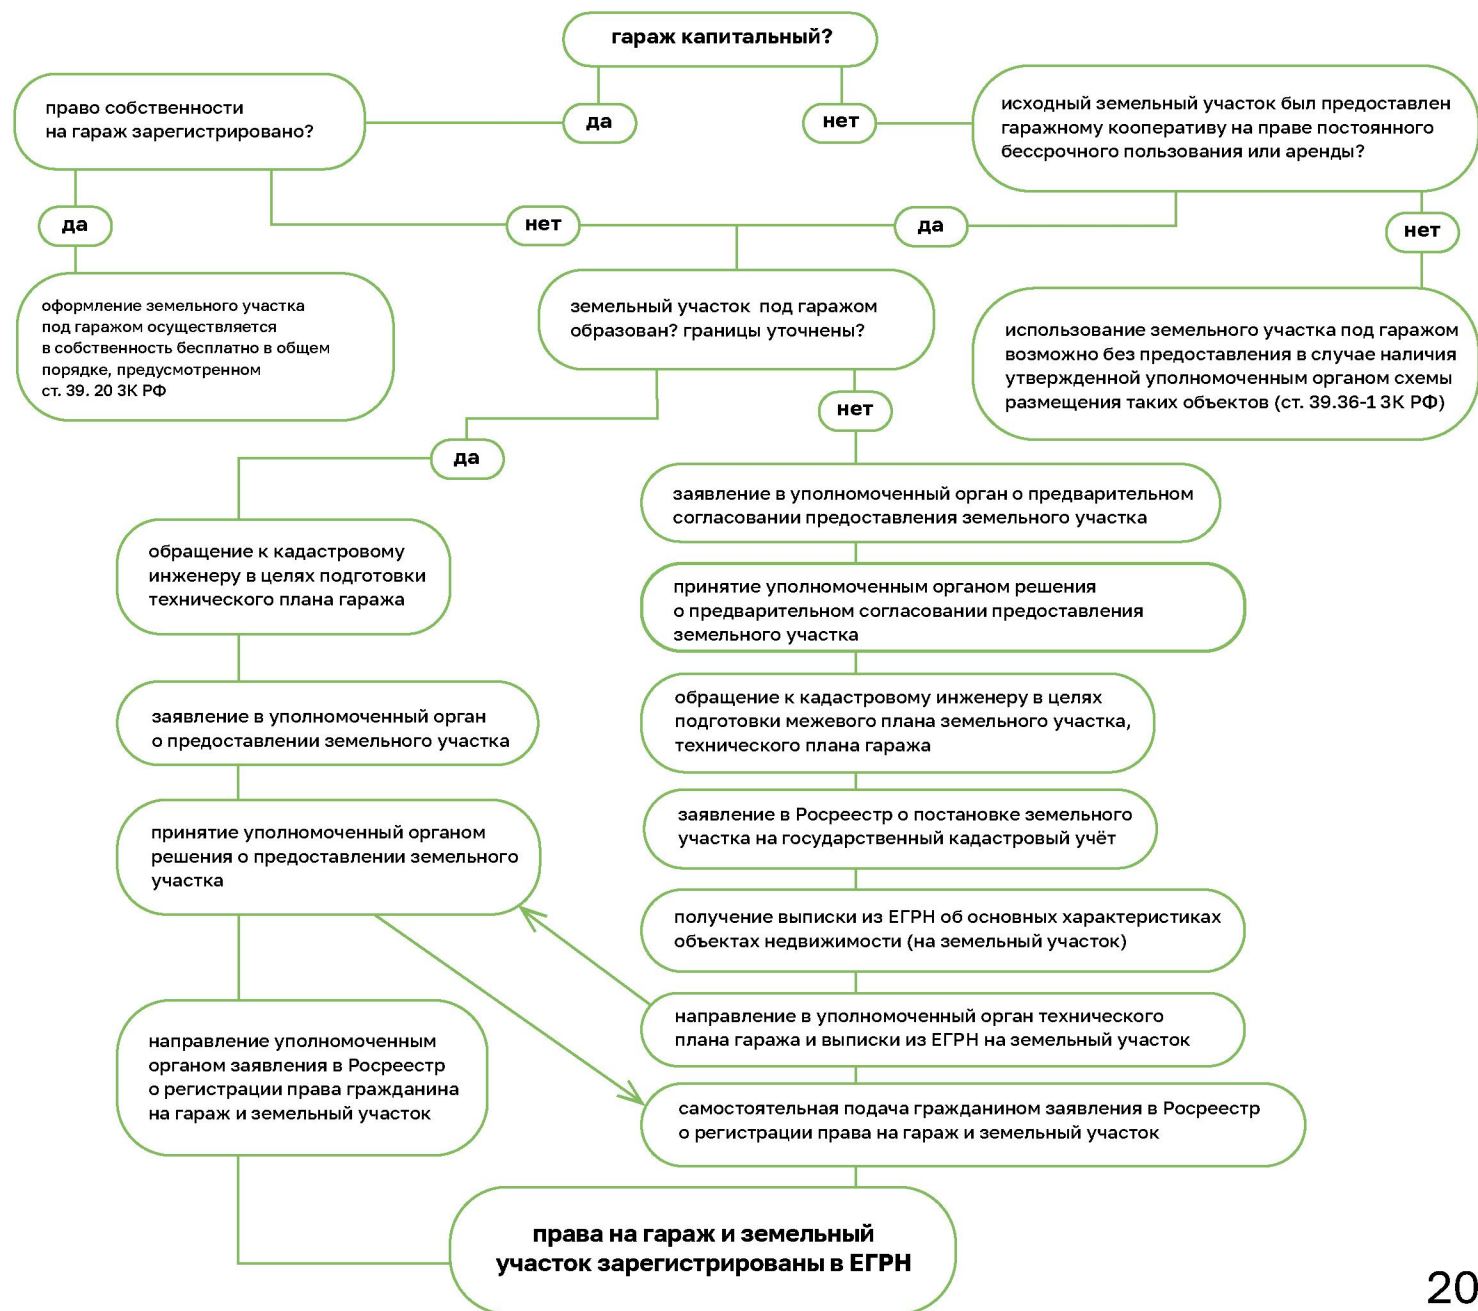 гараж капитальный?
да
нет
право собственности
на гараж зарегистрировано?
исходный земельный участок был предоставлен
гаражному кооперативу на праве постоянного
бессрочного пользования или аренды?
да
нет
да
нет
оформление земельного участка
под гаражом осуществляется
в собственность бесплатно в общем
порядке, предусмотренном
ст. 39. 20 ЗК РФ
земельный участок под гаражом
образован? границы уточнены?
использование земельного участка под гаражом
возможно без предоставления в случае наличия
утвержденной уполномоченным органом схемы
размещения таких объектов (ст. 39.36-1 ЗК РФ)
да
нет
обращение к кадастровому
инженеру в целях подготовки
технического плана гаража
заявление в уполномоченный орган
о предоставлении земельного участка
принятие уполномоченный органом
решения о предоставлении земельного
участка
направление уполномоченным
органом заявления в Росреестр
о регистрации права гражданина
на гараж и земельный участок
заявление в уполномоченный орган о предварительном
согласовании предоставления земельного участка
принятие уполномоченным органом решения
о предварительном согласовании предоставления
земельного участка
обращение к кадастровому инженеру в целях
подготовки межевого плана земельного участка,
технического плана гаража
заявление в Росреестр о постановке земельного
участка на государственный кадастровый учёт
получение выписки из ЕГРН об основных характеристиках
объектах недвижимости (на земельный участок)
направление в уполномоченный орган технического
плана гаража и выписки из ЕГРН на земельный участок
самостоятельная подача гражданином заявления в Росреестр
о регистрации права на гараж и земельный участок
права на гараж и земельный
участок зарегистрированы в ЕГРН
20